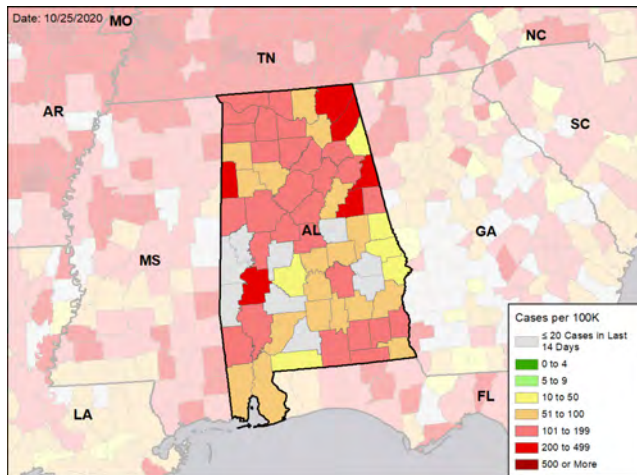 Date: 10/25/2020
MO
NC
TN
AR
SC
AL
MS
GA
LA
FL
Cases per 100K
≤ 20 Cases in Last
14 Days
0 to 4
5 to 9
10 to 50
51 to 100
101 to 199
200 to 499
500 or More